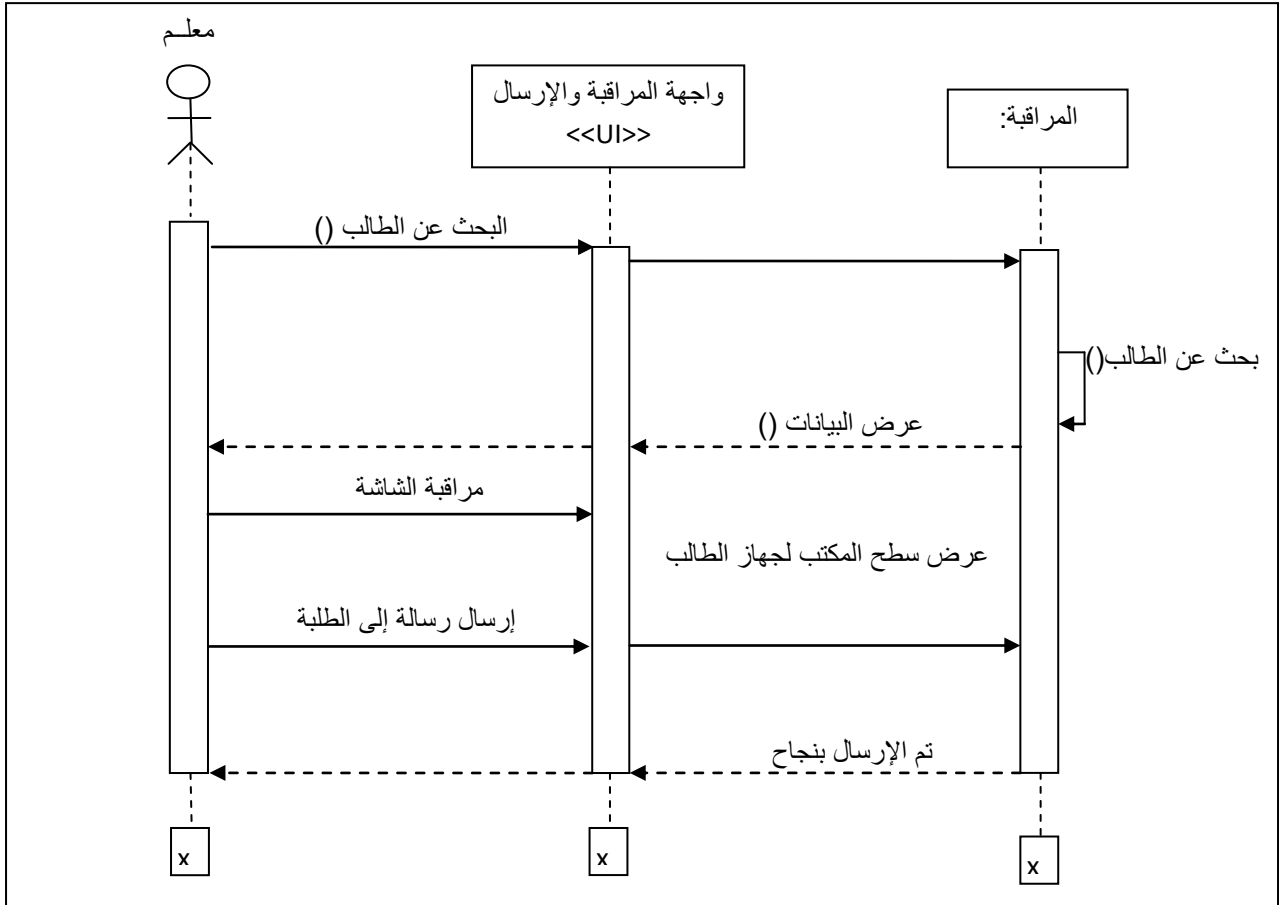 معلم
واجهة المراقبة والإرسال
<<UI>>
المراقبة:
البحث عن الطالب ()
بحث عن الطالب()
عرض البيانات ()
مراقبة الشاشة
عرض سطح المكتب لجهاز الطالب
إرسال رسالة إلى الطلبة
تم الإرسال بنجاح
x
x
x